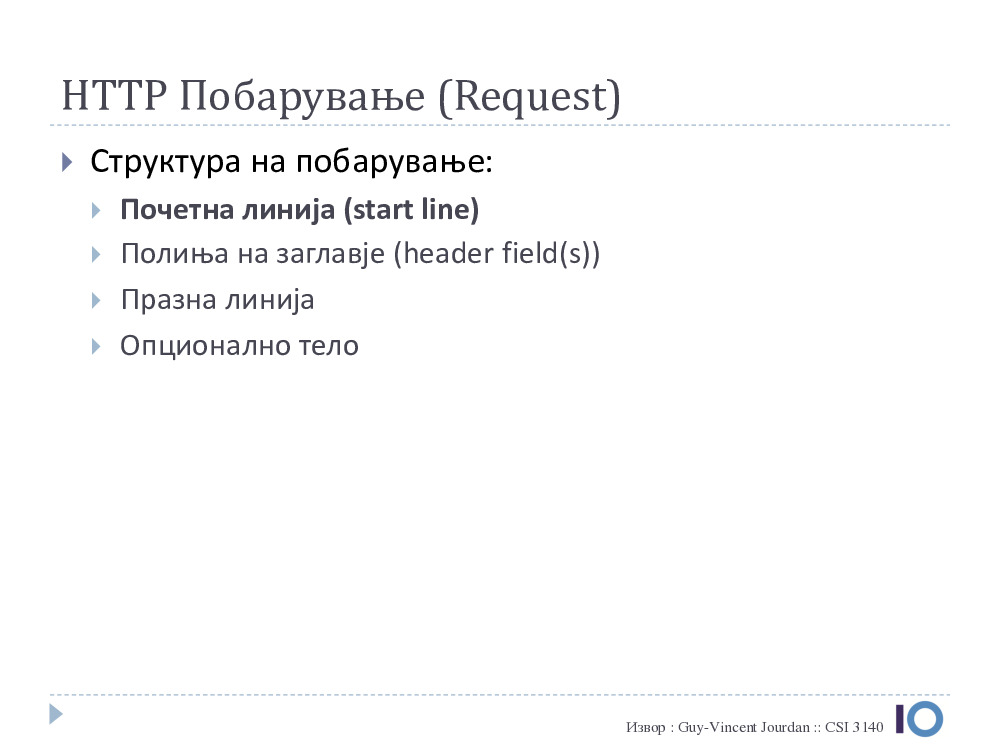 HTTP Побарување (Request)
Структура на побарување:
Почетна линија (start line)
Полиња на заглавје (header field(s))
Празна линија
Опционално тело
Извор : Guy-Vincent Jourdan :: CSI 3140